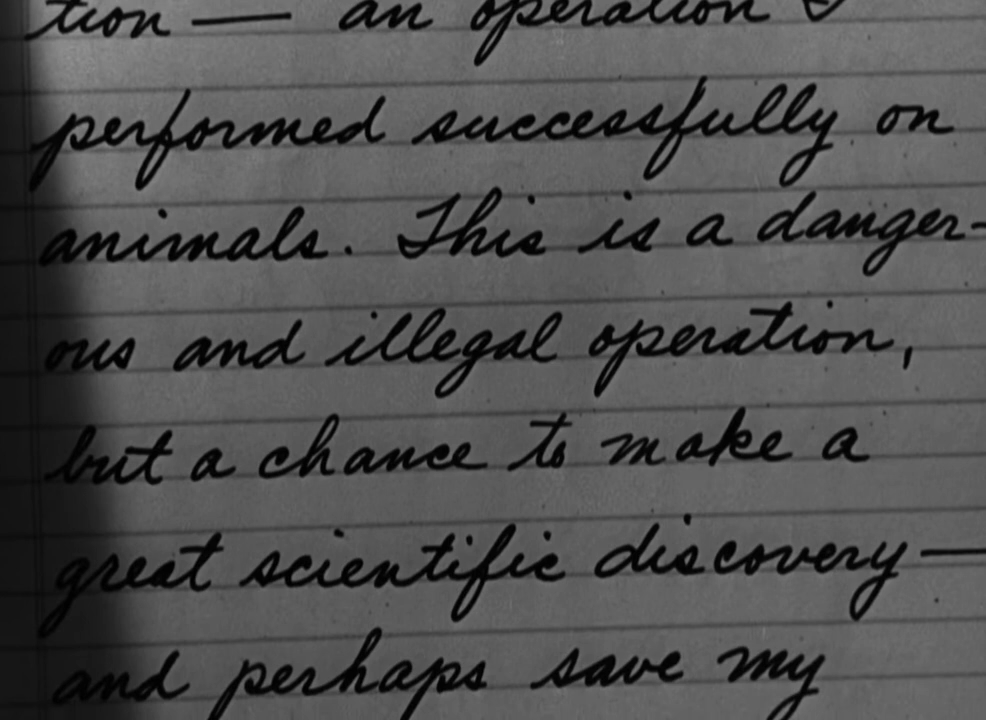 tion — an operation I
performed successfully on
animals. This is a danger-
ous and illegal operation,
but a chance to make a
great scientific discovery—
and perhaps save my